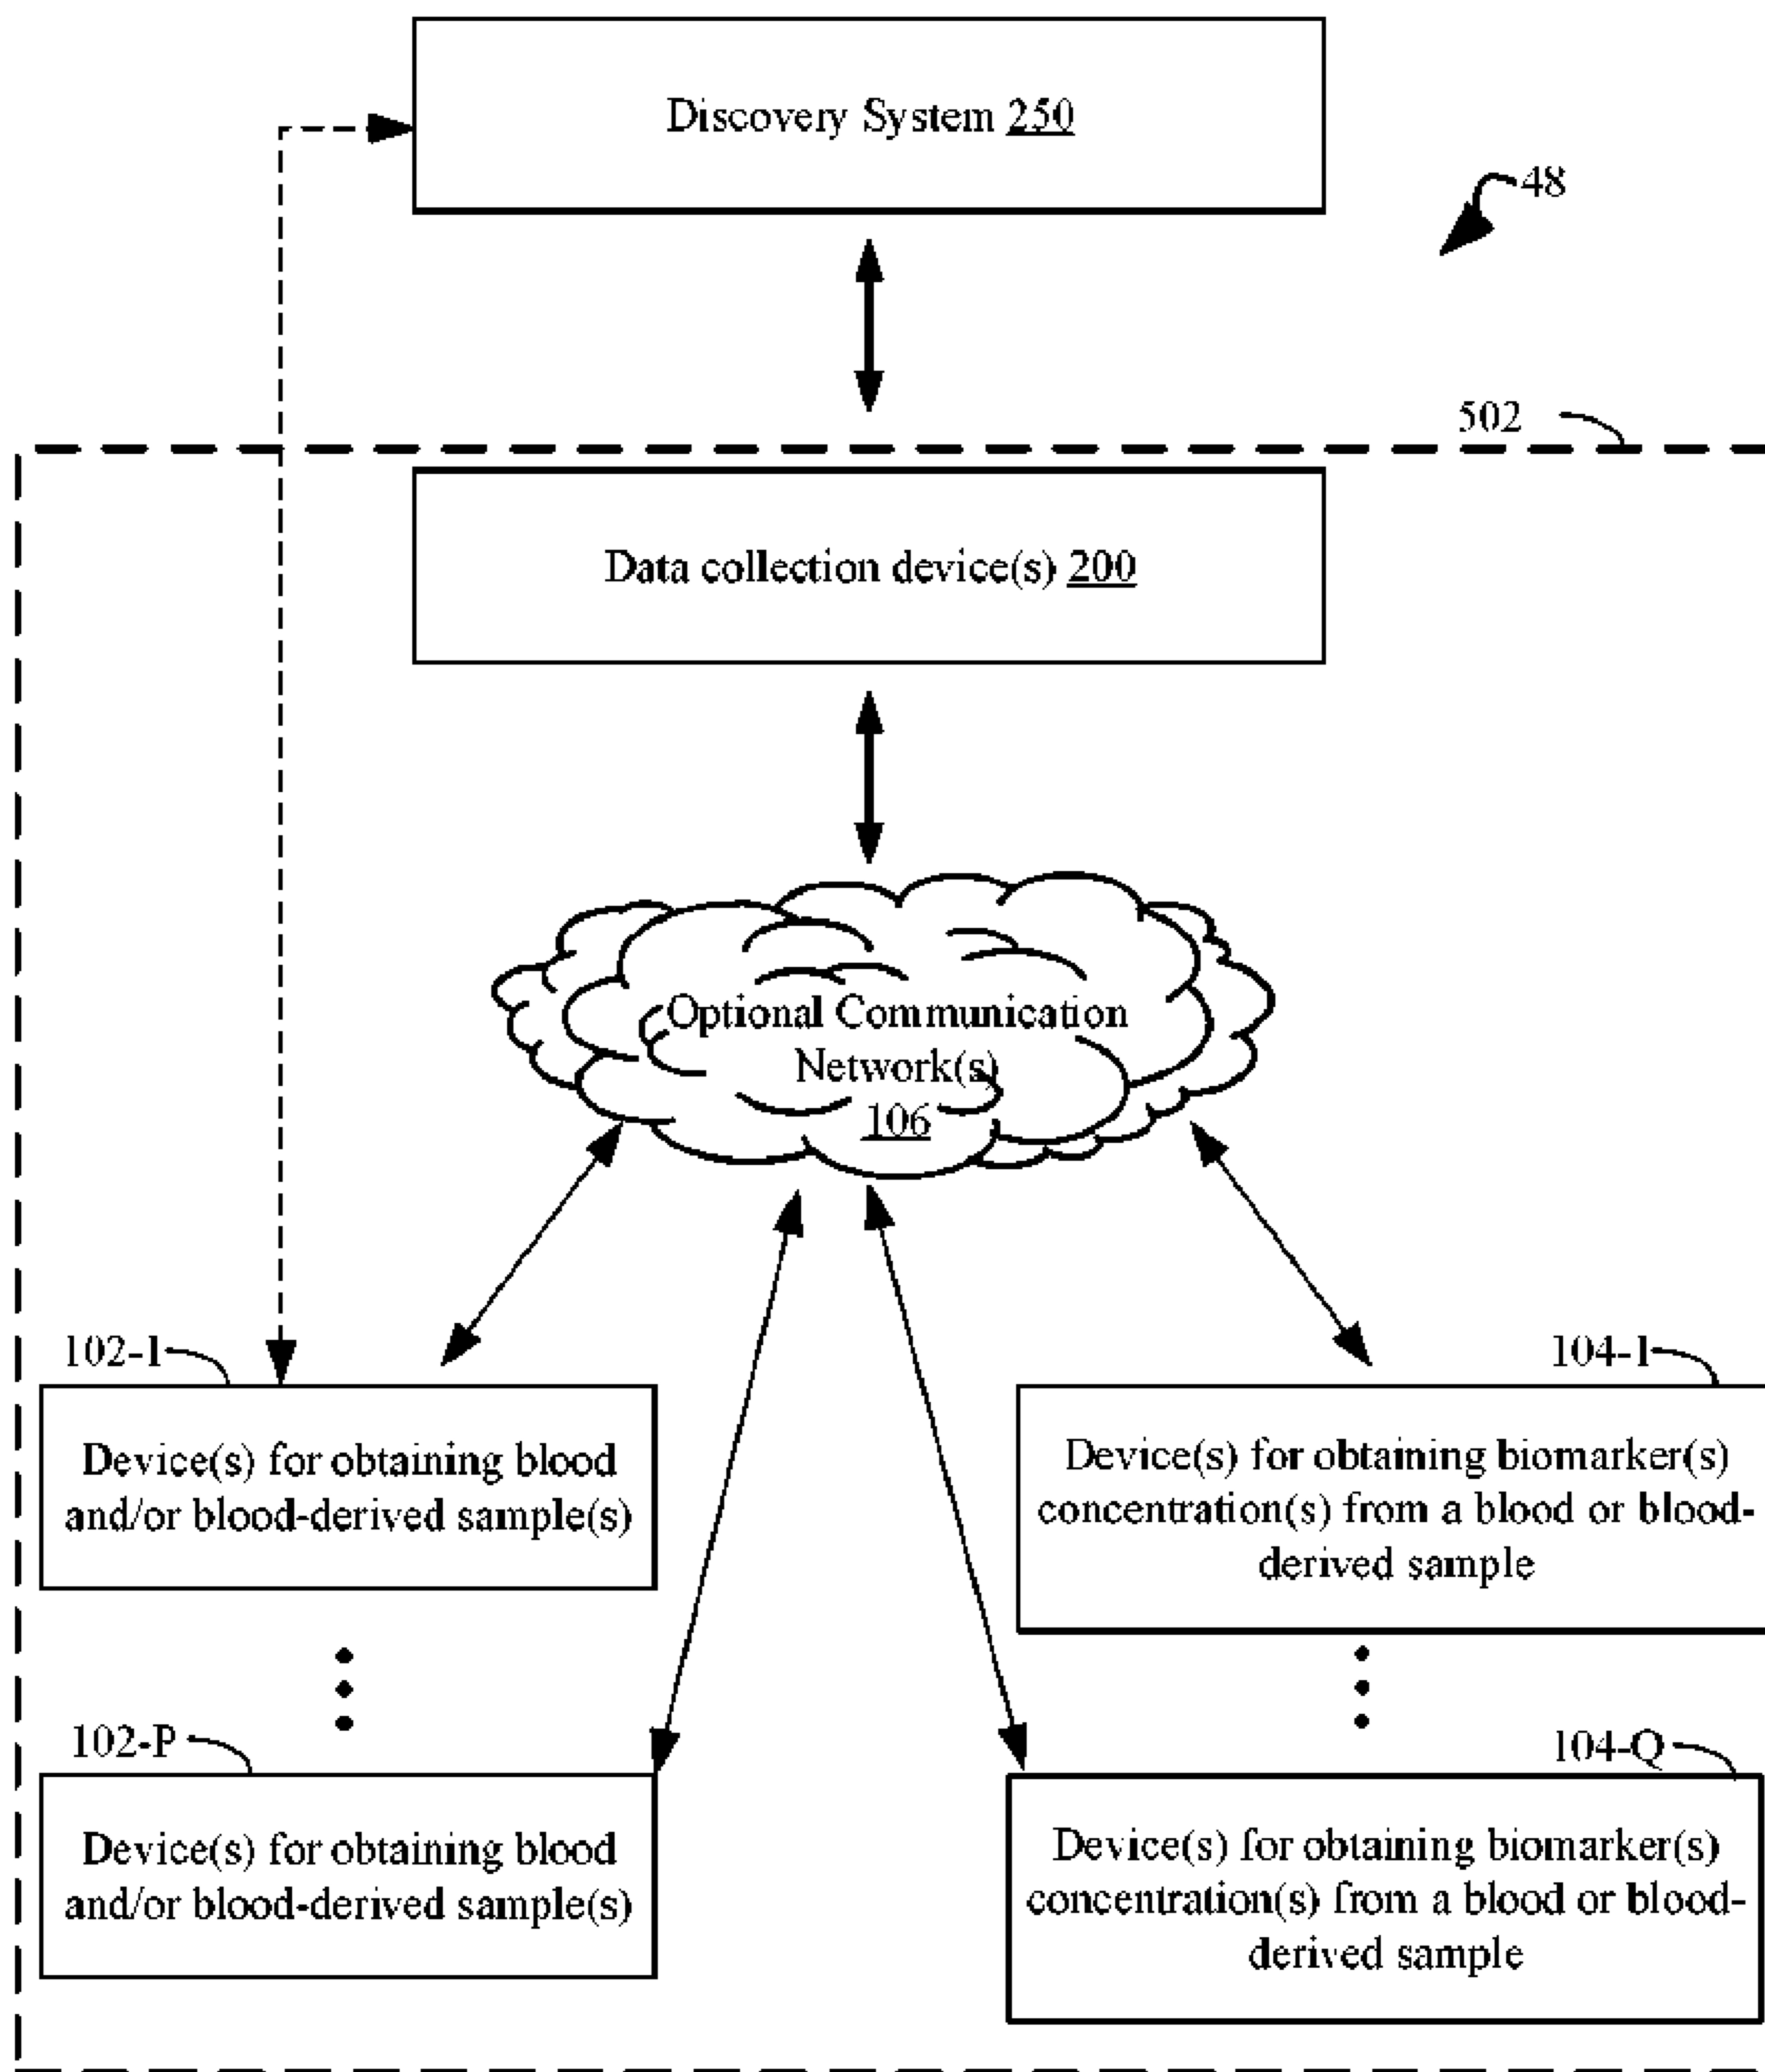 Discovery System 250
48
502
Data collection device(s) 200
Optional Communication
Network(s)
106
102-1
104-1
Device(s) for obtaining blood
and/or blood-derived sample(s)
Device(s) for obtaining biomarker(s)
concentration(s) from a blood or blood-
derived sample
102-P
104-Q
Device(s) for obtaining blood
and/or blood-derived sample(s)
Device(s) for obtaining biomarker(s)
concentration(s) from a blood or blood-
derived sample